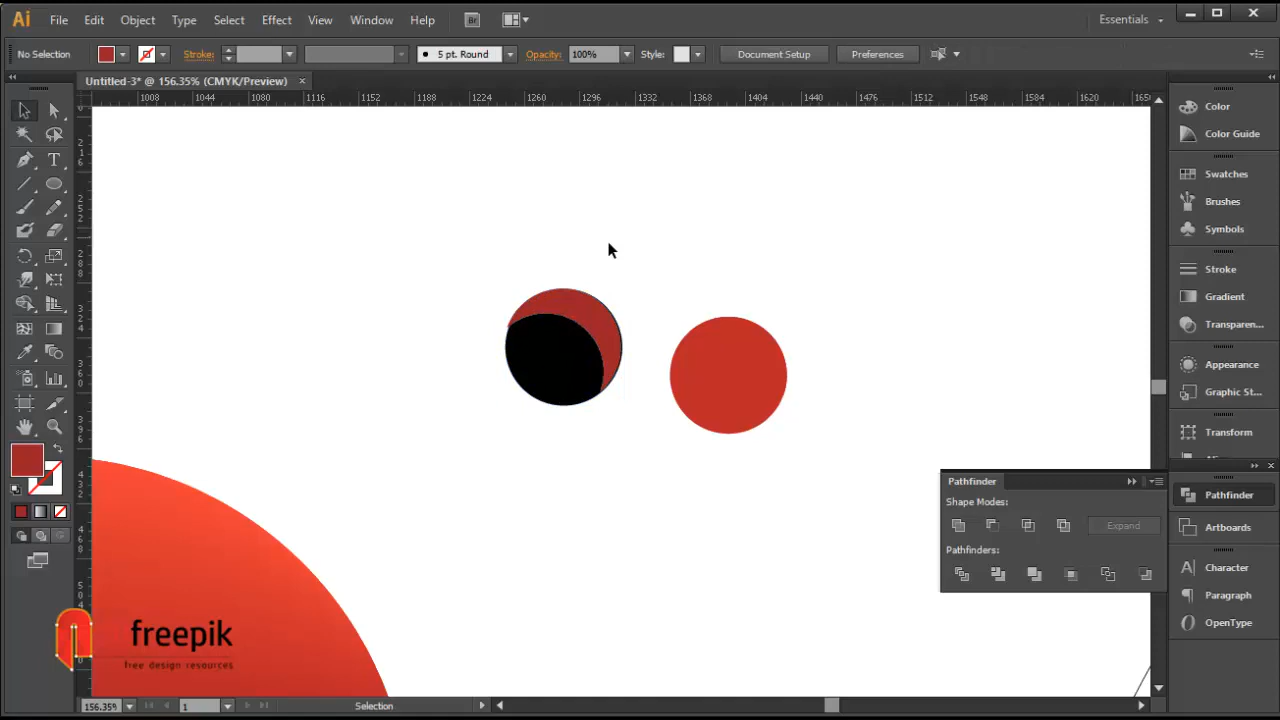 Ai File Edit Object Type Select Effect View Window Help Br Essentials
No Selection Stroke: 5 pt. Round Opacity: 100% Style: Document Setup Preferences
Untitled-3* @ 156.35% (CMYK/Preview)
1008 1044 1080 1116 1152 1188 1224 1260 1296 1332 1368 1404 1440 1476 1512 1548 1584 1620
Color
Color Guide
Swatches
Brushes
Symbols
Stroke
Gradient
Transparen...
Appearance
Graphic St...
Transform
Pathfinder
Shape Modes:
Expand
Pathfinders:
Pathfinder
Artboards
Character
Paragraph
OpenType
freepik
free design resources
156.35% 1 Selection